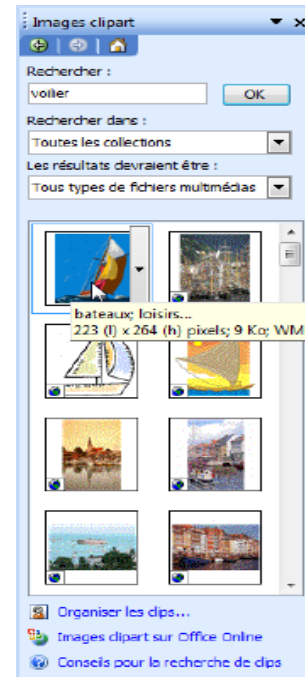 Images clipart
Rechercher :
voilier
OK
Rechercher dans :
Toutes les collections
Les résultats devraient être :
Tous types de fichiers multimédias
bateaux; loisirs...
223 (l) x 264 (h) pixels; 9 Ko; WM
Organiser les clips...
Images clipart sur Office Online
Conseils pour la recherche de clips